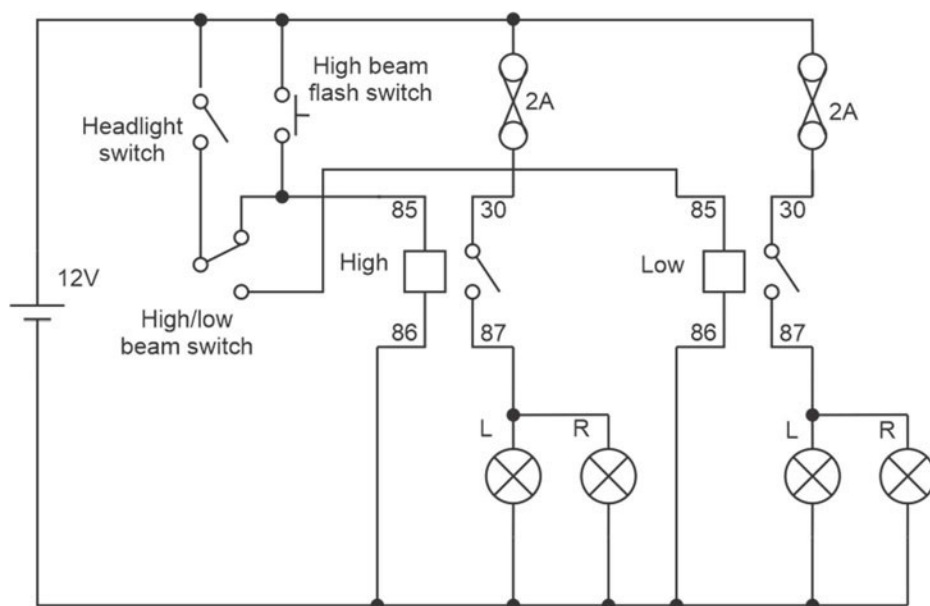 High beam
flash switch
2A
2A
Headlight
switch
85
30
85
30
High
Low
12V
High/low
beam switch
86
87
86
87
L
R
L
R